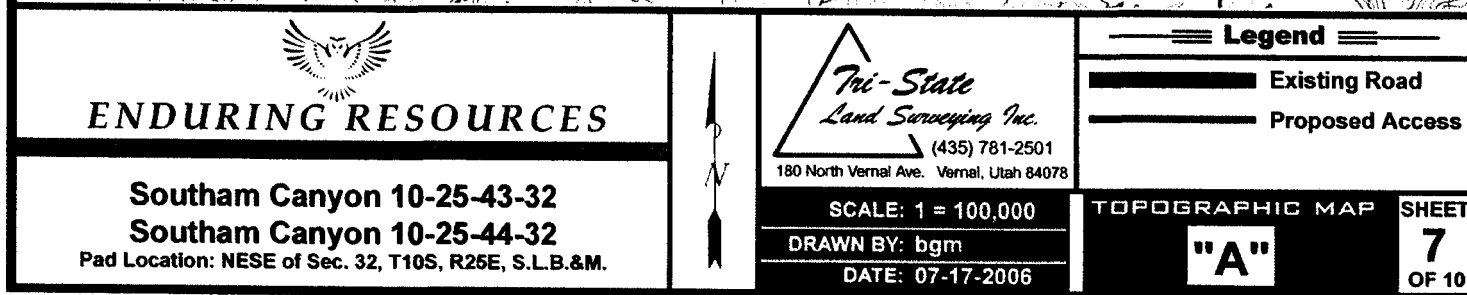 ENDURING RESOURCES
Southam Canyon 10-25-43-32
Southam Canyon 10-25-44-32
Pad Location: NESE of Sec. 32, T10S, R25E, S.L.B.&M.
N
Tri-State
Land Surveying Inc.
(435) 781-2501
180 North Vernal Ave. Vernal, Utah 84078
SCALE: 1 = 100,000
DRAWN BY: bgm
DATE: 07-17-2006
Legend
Existing Road
Proposed Access
TOPOGRAPHIC MAP
"A"
SHEET
7
OF 10